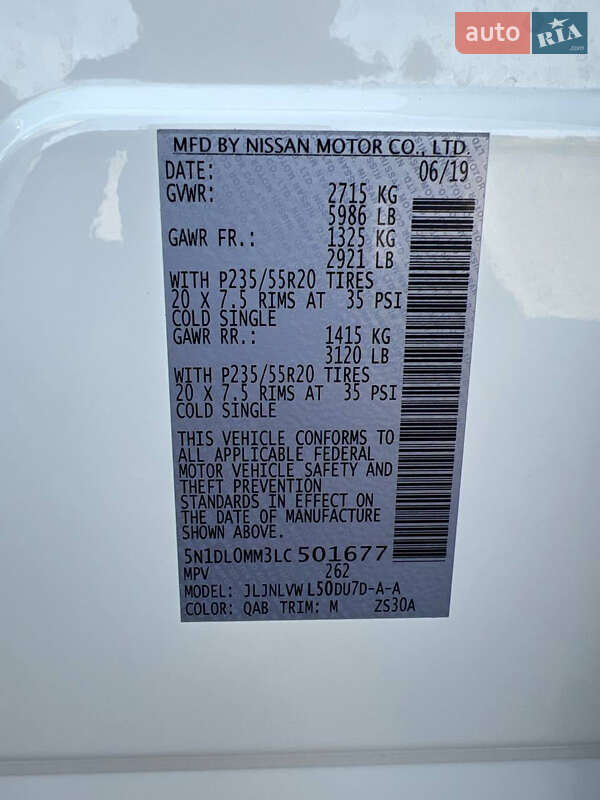 auto RIA
.com
MFD BY NISSAN MOTOR CO., LTD.
DATE: 06/19
GVWR: 2715 KG
5986 LB
GAWR FR.: 1325 KG
2921 LB
WITH P235/55R20 TIRES
20 X 7.5 RIMS AT 35 PSI
COLD SINGLE
GAWR RR.: 1415 KG
3120 LB
WITH P235/55R20 TIRES
20 X 7.5 RIMS AT 35 PSI
COLD SINGLE
THIS VEHICLE CONFORMS TO
ALL APPLICABLE FEDERAL
MOTOR VEHICLE SAFETY AND
THEFT PREVENTION
STANDARDS IN EFFECT ON
THE DATE OF MANUFACTURE
SHOWN ABOVE.
5N1DL0MM3LC501677
MPV 262
MODEL: JLJNLVWL50DU7D-A-A
COLOR: QAB TRIM: M ZS30A